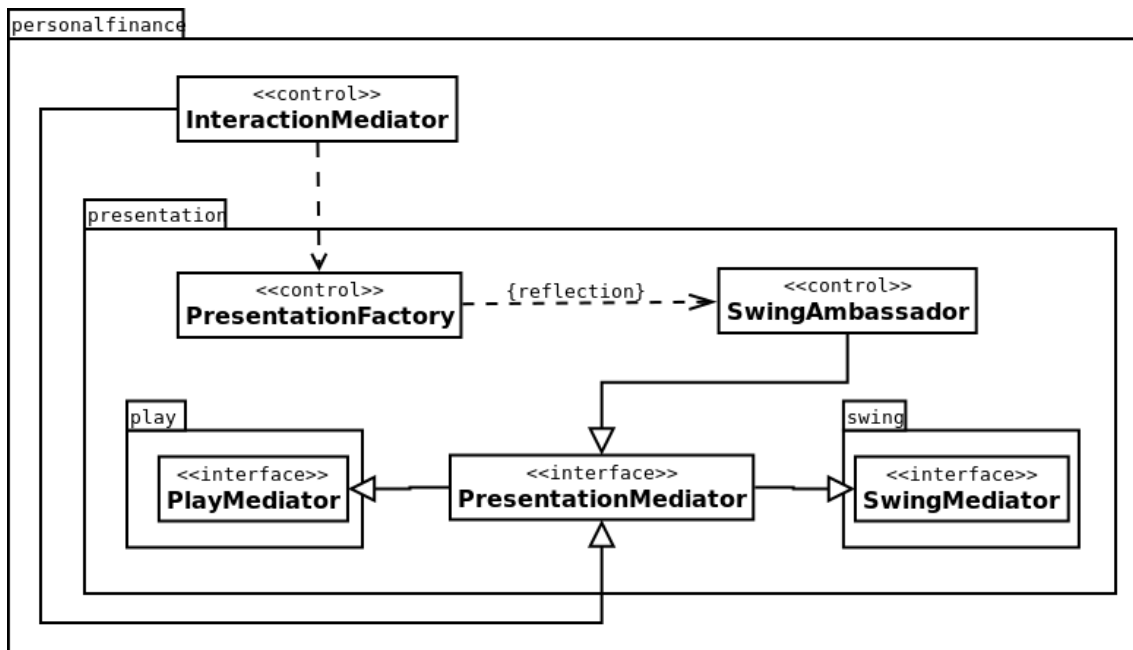 personalfinance
<<control>>
InteractionMediator
presentation
<<control>>
PresentationFactory
{reflection}
<<control>>
SwingAmbassador
play
<<interface>>
PlayMediator
<<interface>>
PresentationMediator
swing
<<interface>>
SwingMediator